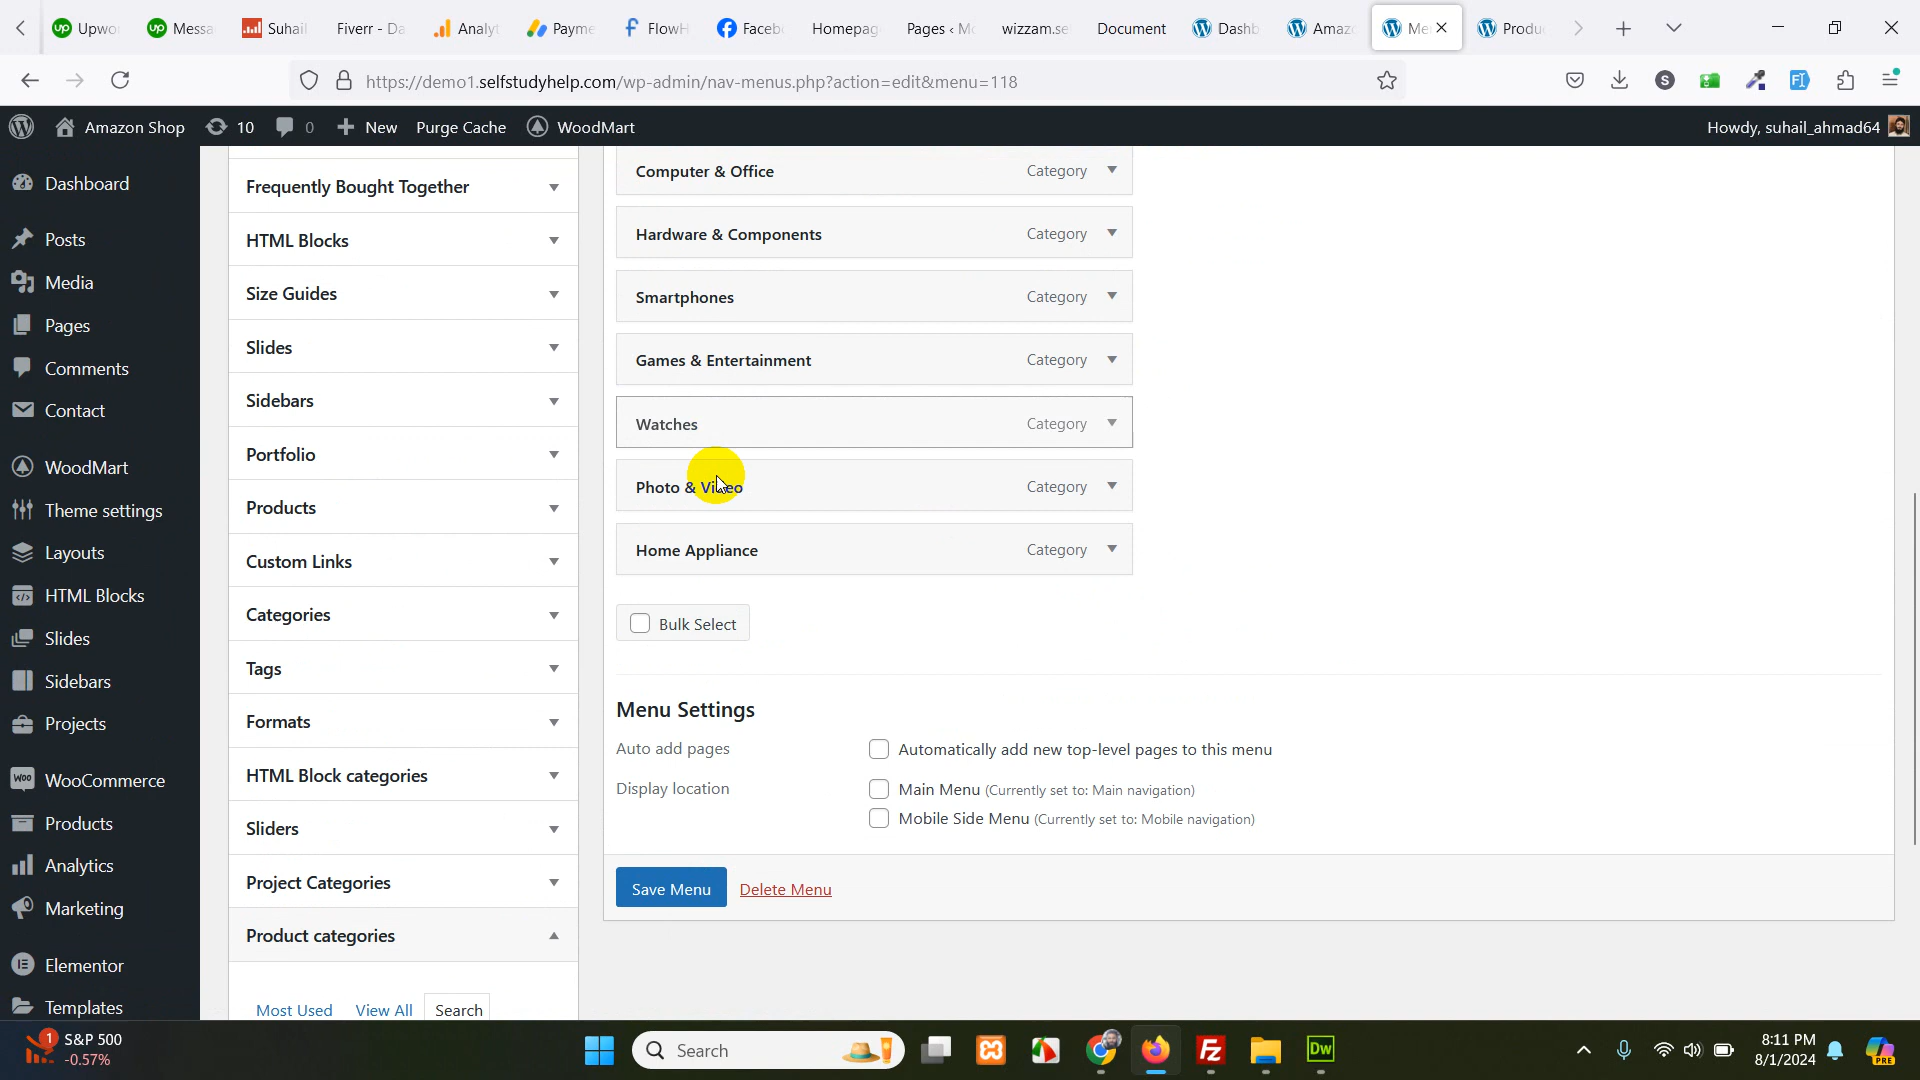 Upwo
Messa
Suhail
Fiverr - Da
Analyt
Payme
FlowH
Faceb
Homepag
Pages ‹ Mo
wizzam.se
Document
Dashb
Amazo
Me
Produ
https://demo1.selfstudyhelp.com/wp-admin/nav-menus.php?action=edit&menu=118
Amazon Shop
10
0
New
Purge Cache
WoodMart
Howdy, suhail_ahmad64
Dashboard
Posts
Media
Pages
Comments
Contact
WoodMart
Theme settings
Layouts
HTML Blocks
Slides
Sidebars
Projects
WooCommerce
Products
Analytics
Marketing
Elementor
Templates
Frequently Bought Together
HTML Blocks
Size Guides
Slides
Sidebars
Portfolio
Products
Custom Links
Categories
Tags
Formats
HTML Block categories
Sliders
Project Categories
Product categories
Most Used View All Search
Computer & Office Category
Hardware & Components Category
Smartphones Category
Games & Entertainment Category
Watches Category
Photo & Video Category
Home Appliance Category
Bulk Select
Menu Settings
Auto add pages
Automatically add new top-level pages to this menu
Display location
Main Menu (Currently set to: Main navigation)
Mobile Side Menu (Currently set to: Mobile navigation)
Save Menu Delete Menu
1
S&P 500
-0.57%
Search
Fz
Dw
8:11 PM
8/1/2024
PRE